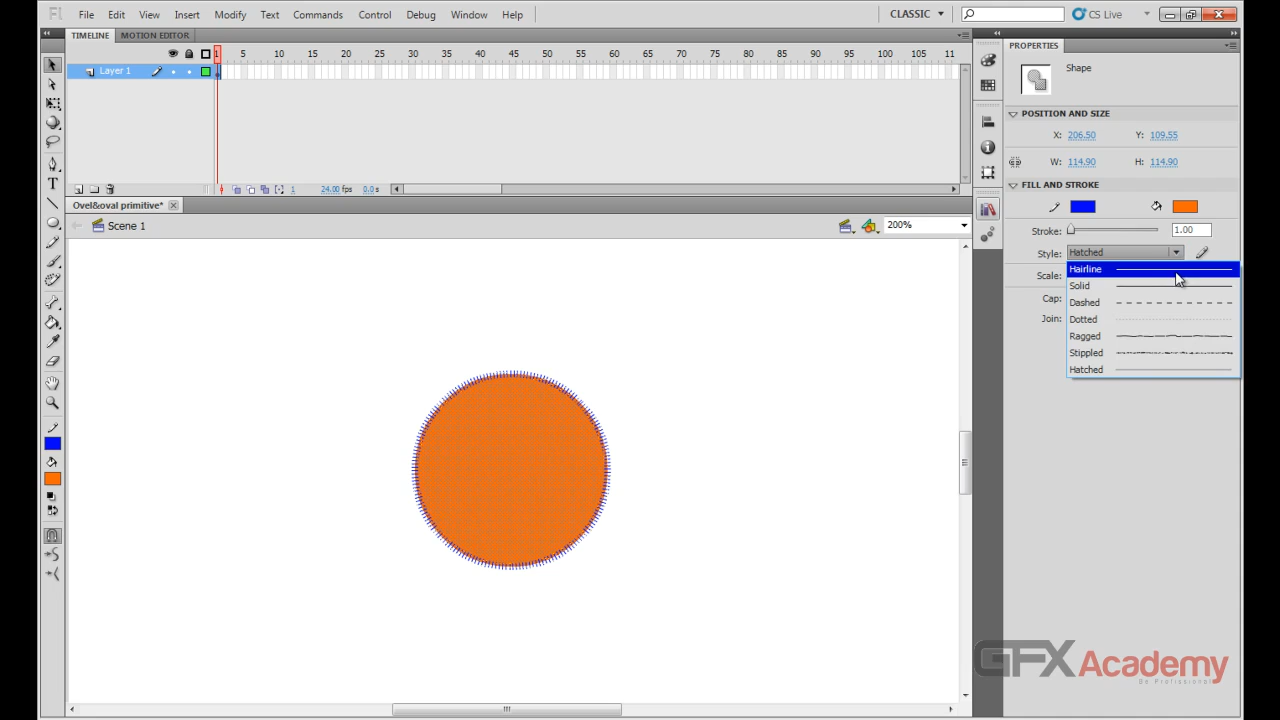 Fl File Edit View Insert Modify Text Commands Control Debug Window Help CLASSIC CS Live
TIMELINE MOTION EDITOR
1 5 10 15 20 25 30 35 40 45 50 55 60 65 70 75 80 85 90 95 100 105 11
Layer 1
1 24.00 fps 0.0 s
Ovel&oval primitive*
Scene 1 200%
PROPERTIES
Shape
POSITION AND SIZE
X: 206.50 Y: 109.55
W: 114.90 H: 114.90
FILL AND STROKE
Stroke: 1.00
Style: Hatched
Scale:
Cap:
Join:
Hairline
Solid
Dashed
Dotted
Ragged
Stippled
Hatched
GFX Academy
Be Professional